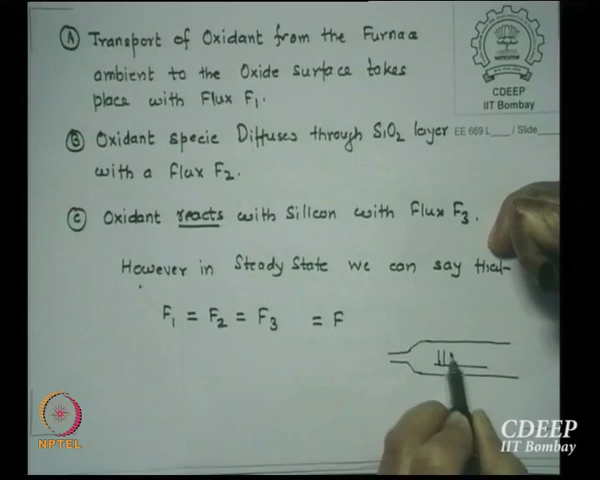 Ⓐ Transport of Oxidant from the Furnace
ambient to the Oxide surface takes
place with Flux F₁.
CDEEP
IIT Bombay
Ⓑ Oxidant specie Diffuses through SiO₂ layer
EE 669 L___ / Slide___
with a flux F₂.
Ⓒ Oxidant reacts with Silicon with Flux F₃.
However in Steady State we can say that
F₁ = F₂ = F₃ = F
NPTEL
CDEEP
IIT Bombay